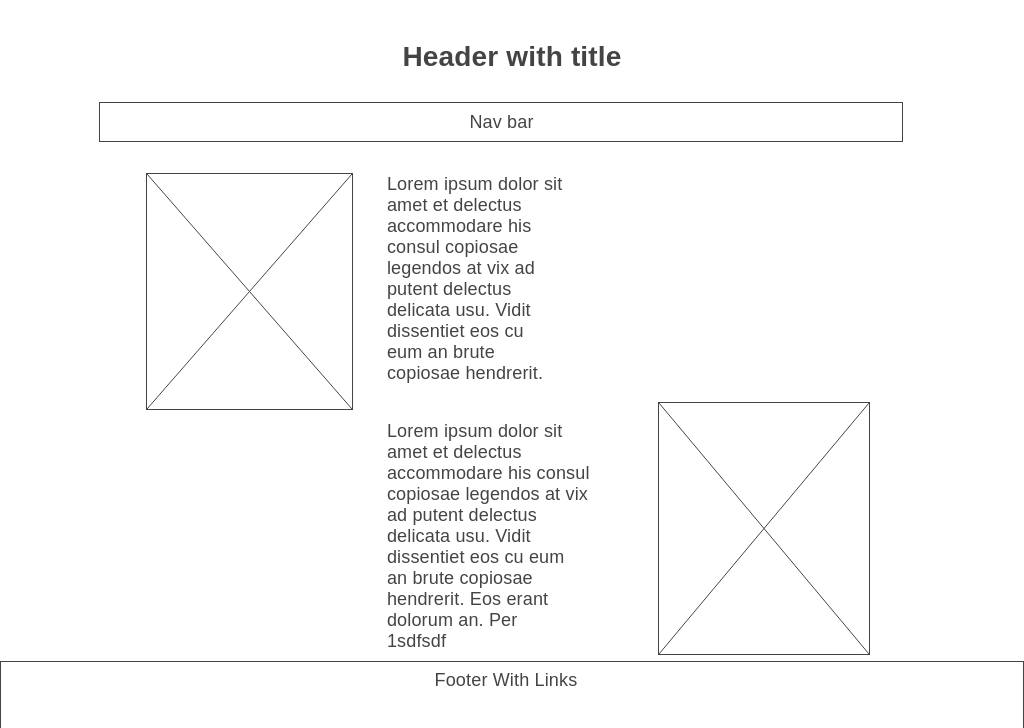 Header with title
Nav bar
Lorem ipsum dolor sit
amet et delectus
accommodare his
consul copiosae
legendos at vix ad
putent delectus
delicata usu. Vidit
dissentiet eos cu
eum an brute
copiosae hendrerit.
Lorem ipsum dolor sit
amet et delectus
accommodare his consul
copiosae legendos at vix
ad putent delectus
delicata usu. Vidit
dissentiet eos cu eum
an brute copiosae
hendrerit. Eos erant
dolorum an. Per
1sdfsdf
Footer With Links